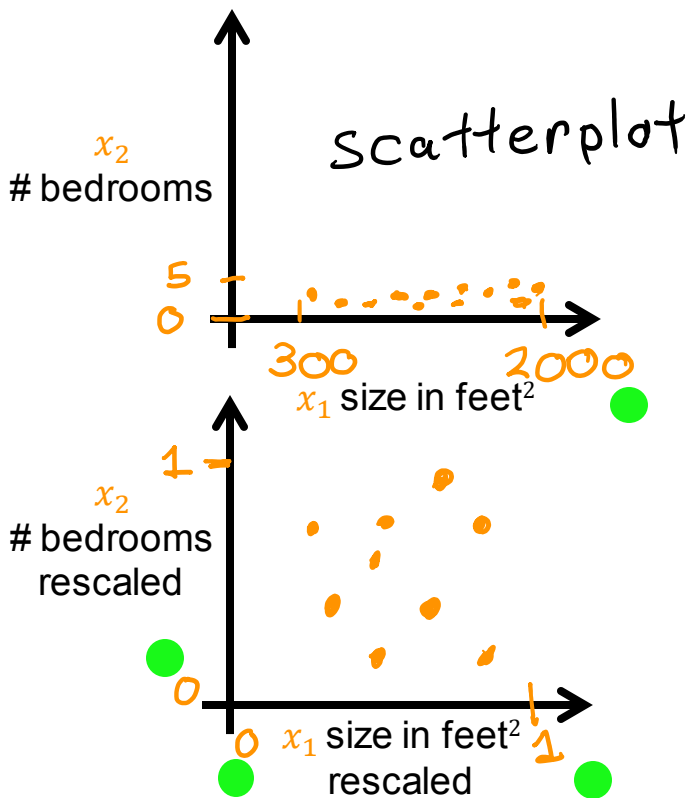 scatterplot
x₂
# bedrooms
5
0
300
2000
x₁ size in feet²
1
x₂
# bedrooms
rescaled
0
0
x₁ size in feet²
1
rescaled